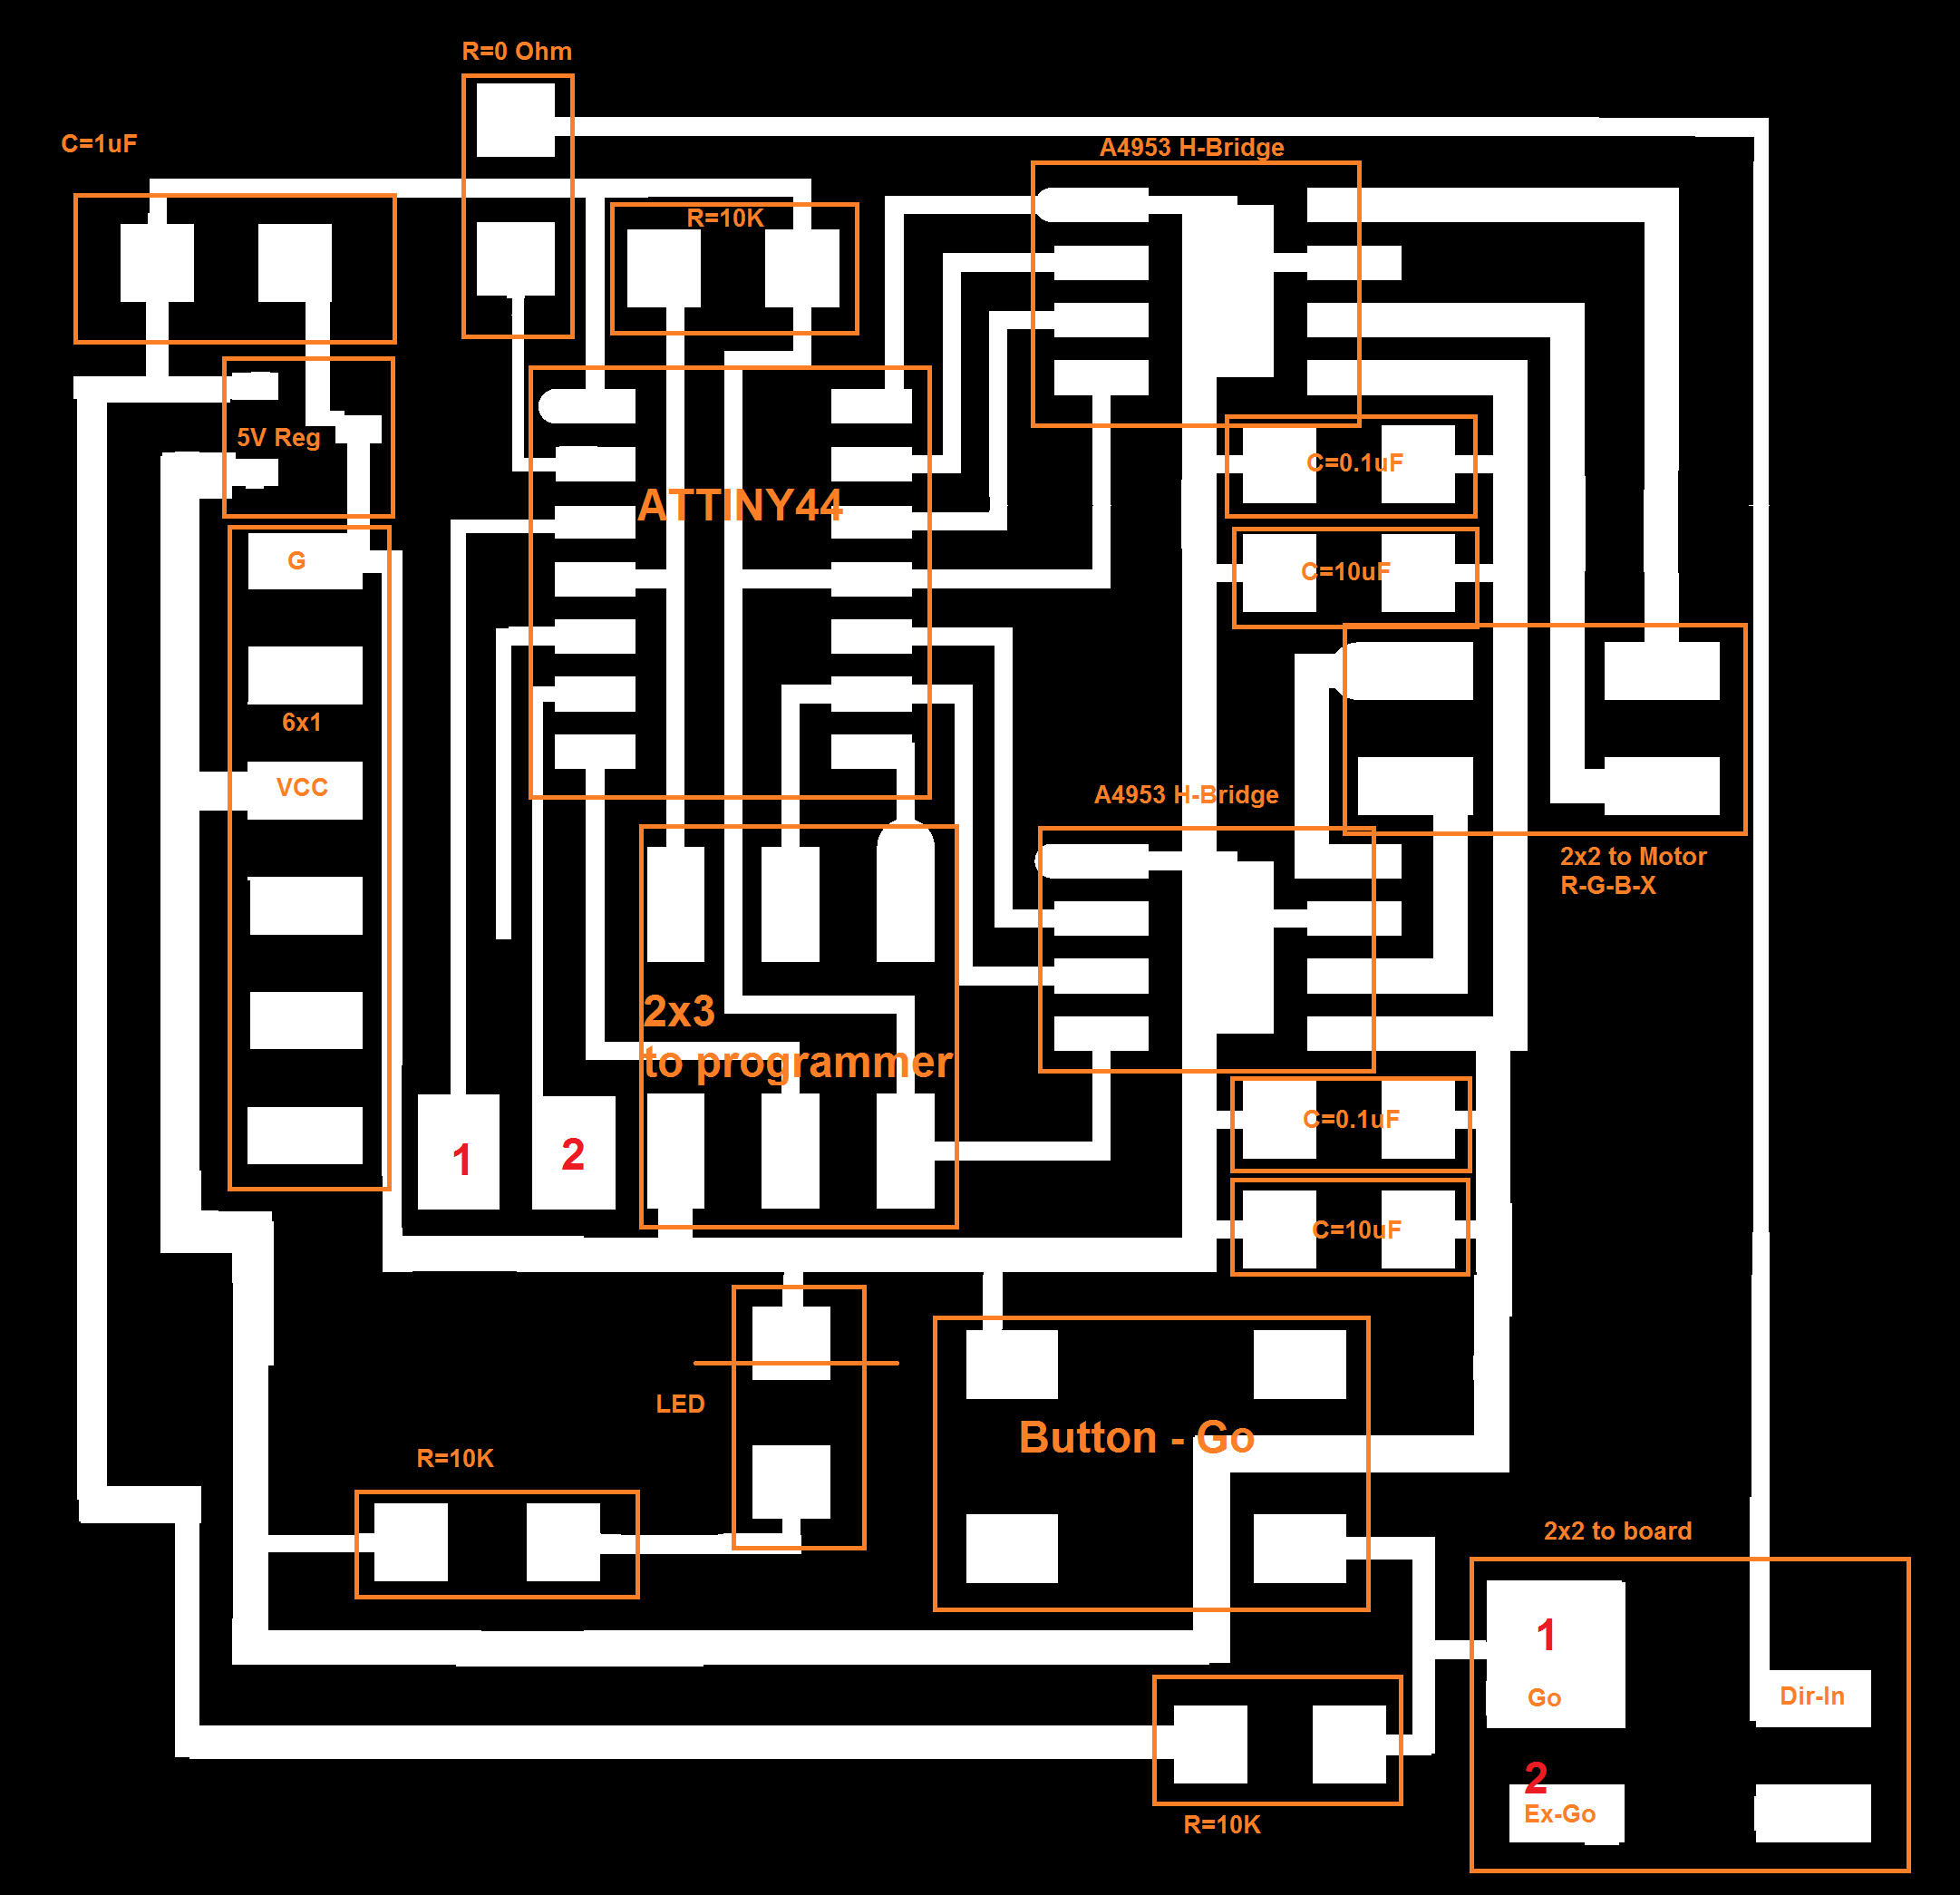 R=0 Ohm
C=1uF
A4953 H-Bridge
R=10K
5V Reg
C=0.1uF
ATTINY44
G
C=10uF
6x1
VCC
A4953 H-Bridge
2x2 to Motor
R-G-B-X
2x3
to programmer
C=0.1uF
1
2
C=10uF
LED
Button - Go
R=10K
2x2 to board
1
Go
Dir-In
2
Ex-Go
R=10K